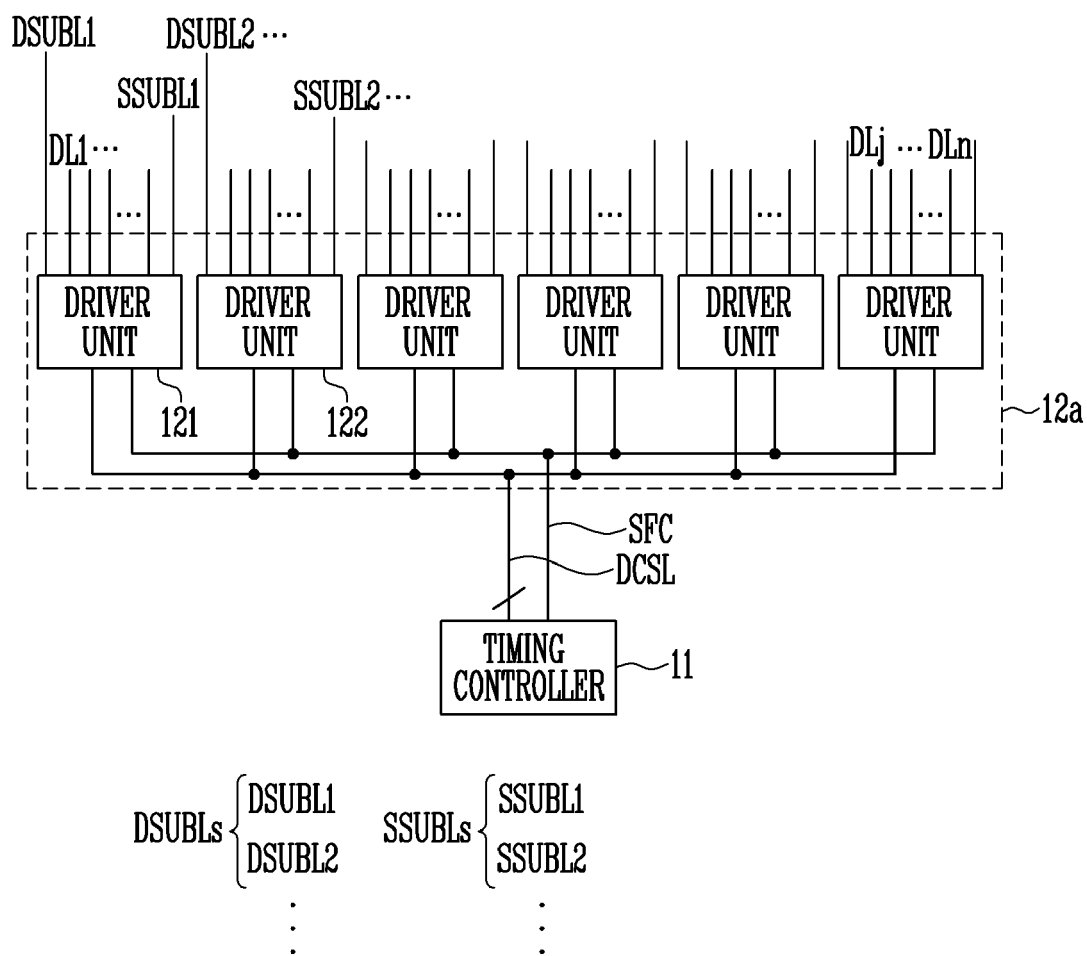 DSUBL1 DSUBL2 ···
SSUBL1 SSUBL2 ···
DL1 ··· DLj ··· DLn
... ... ... ... ... ...
DRIVER UNIT
DRIVER UNIT
DRIVER UNIT
DRIVER UNIT
DRIVER UNIT
DRIVER UNIT
121 122
12a
SFC
DCSL
TIMING
CONTROLLER
11
DSUBLs { DSUBL1
DSUBL2
SSUBLs { SSUBL1
SSUBL2